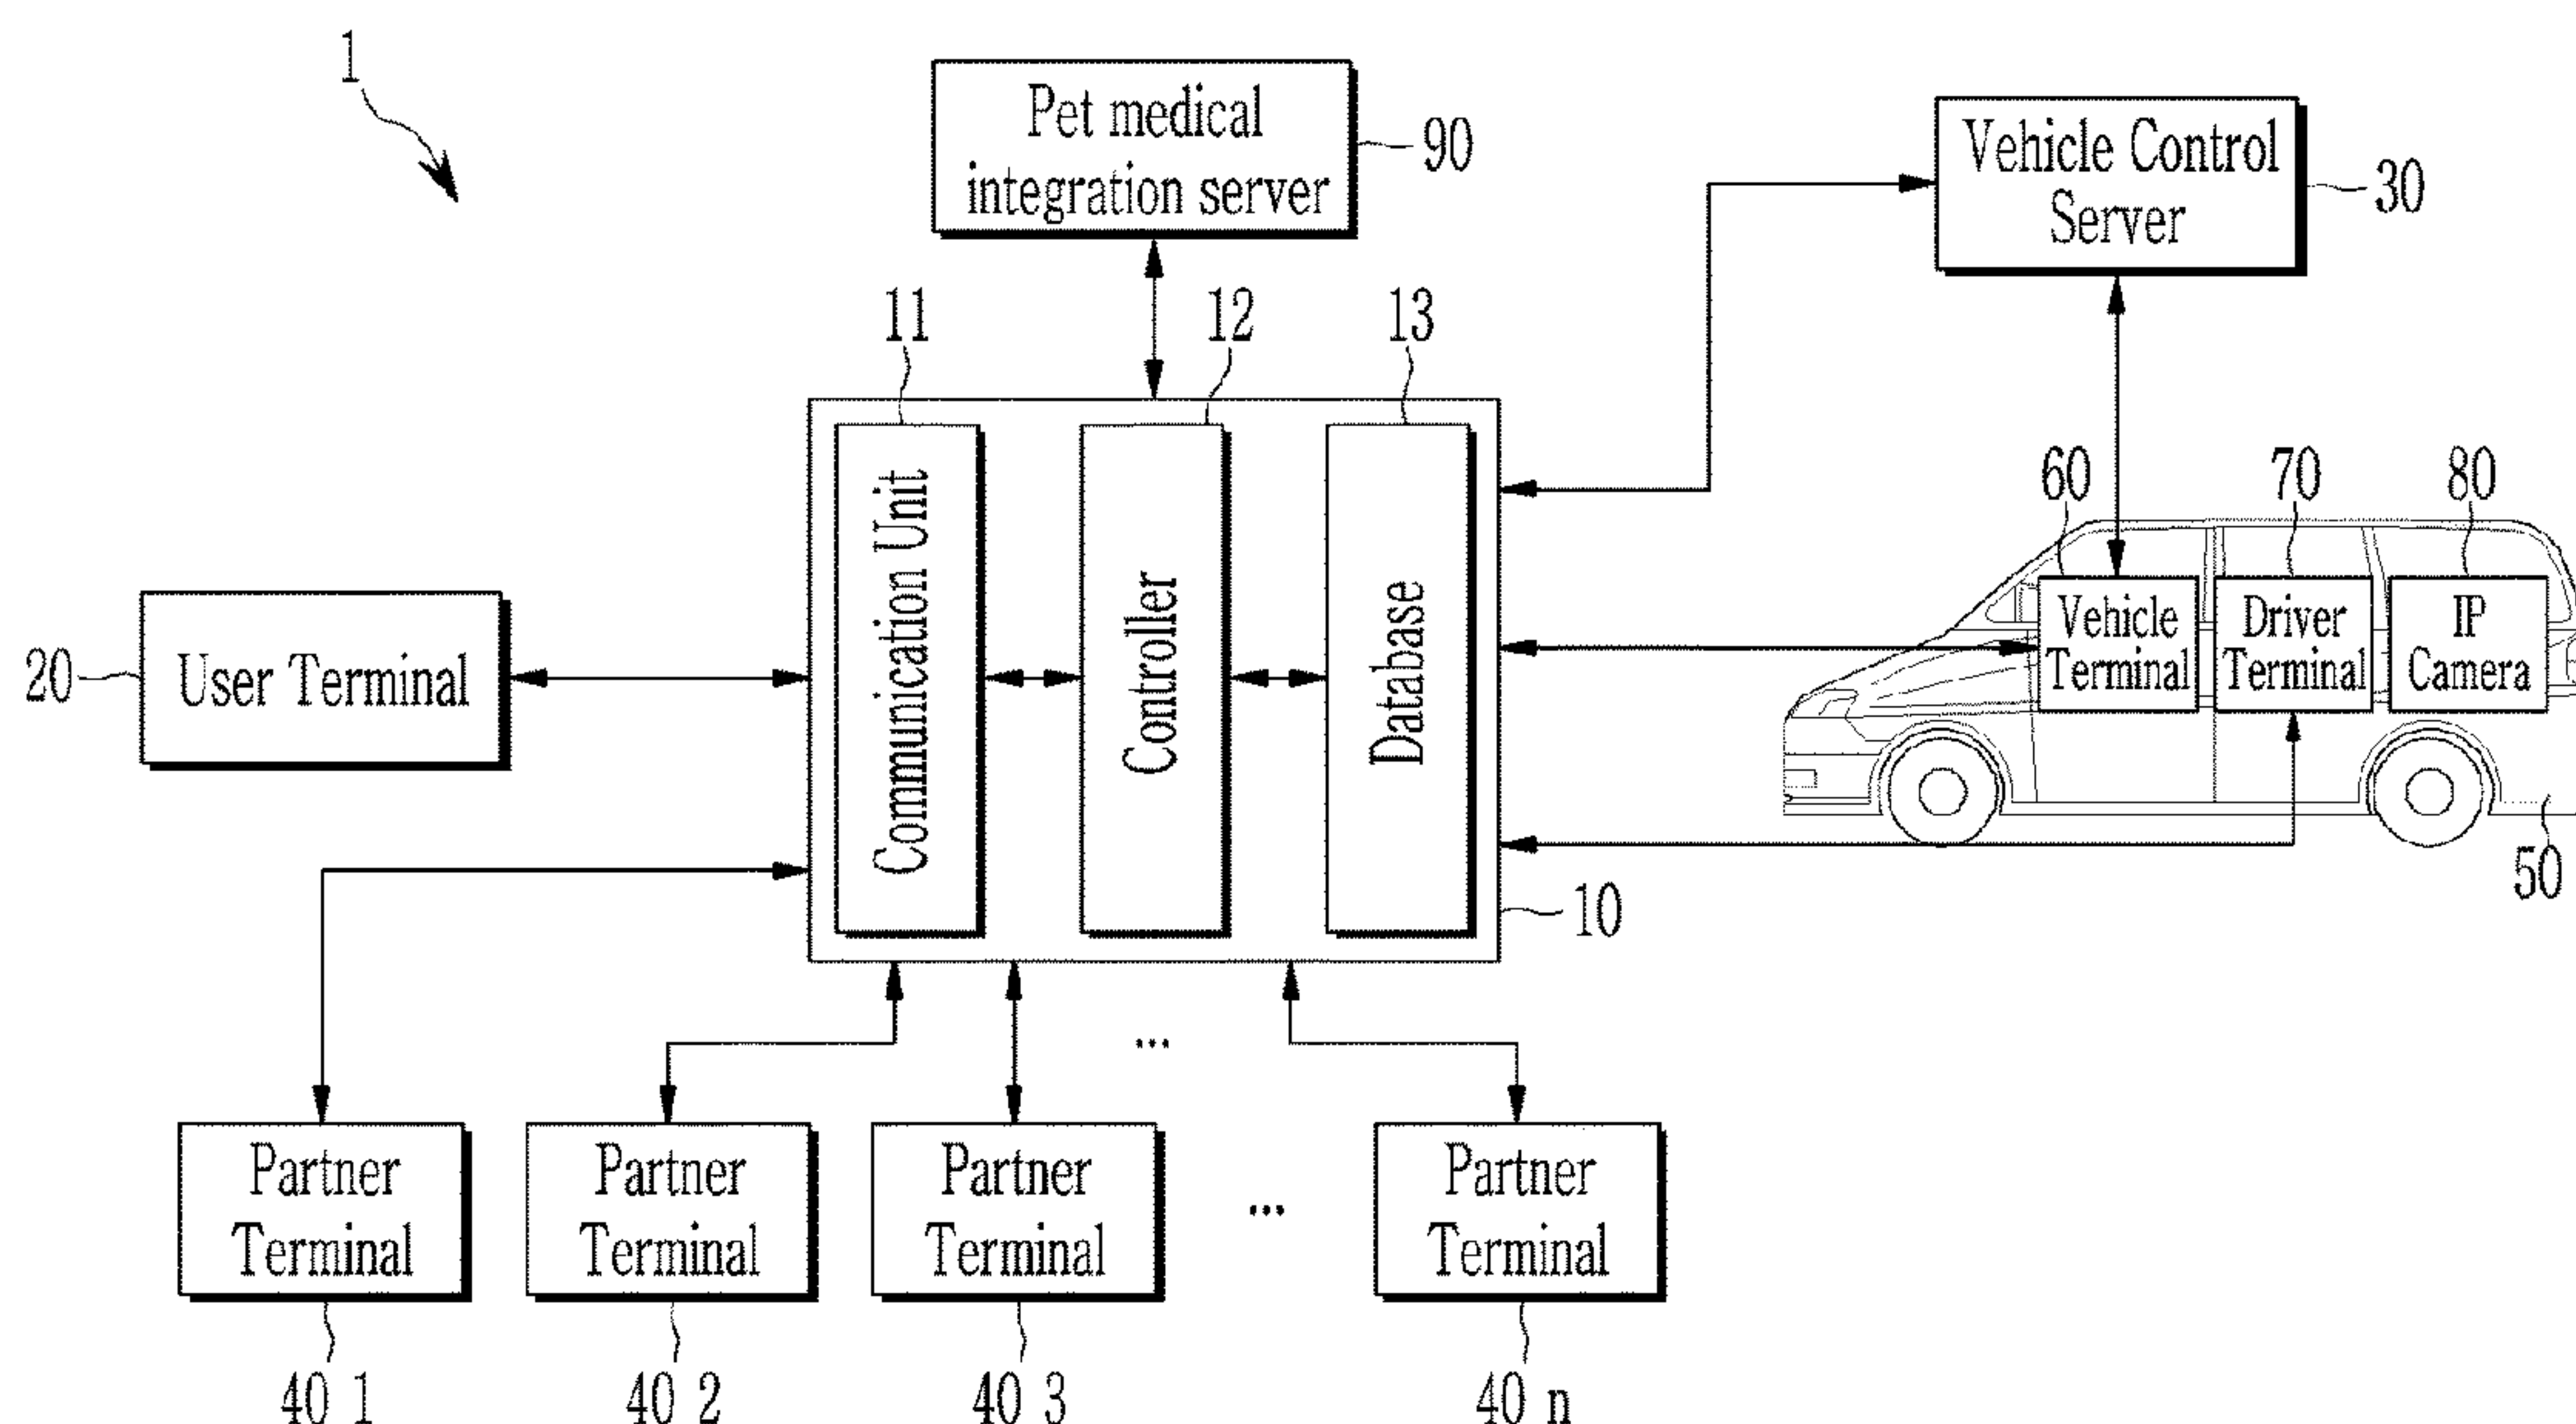 1
Pet medical
integration server
90
Vehicle Control
Server
30
11
12
13
60
70
80
Communication Unit
Controller
Database
20
User Terminal
Vehicle
Terminal
Driver
Terminal
IP
Camera
50
10
...
Partner
Terminal
Partner
Terminal
Partner
Terminal
...
Partner
Terminal
40 1
40 2
40 3
40 n